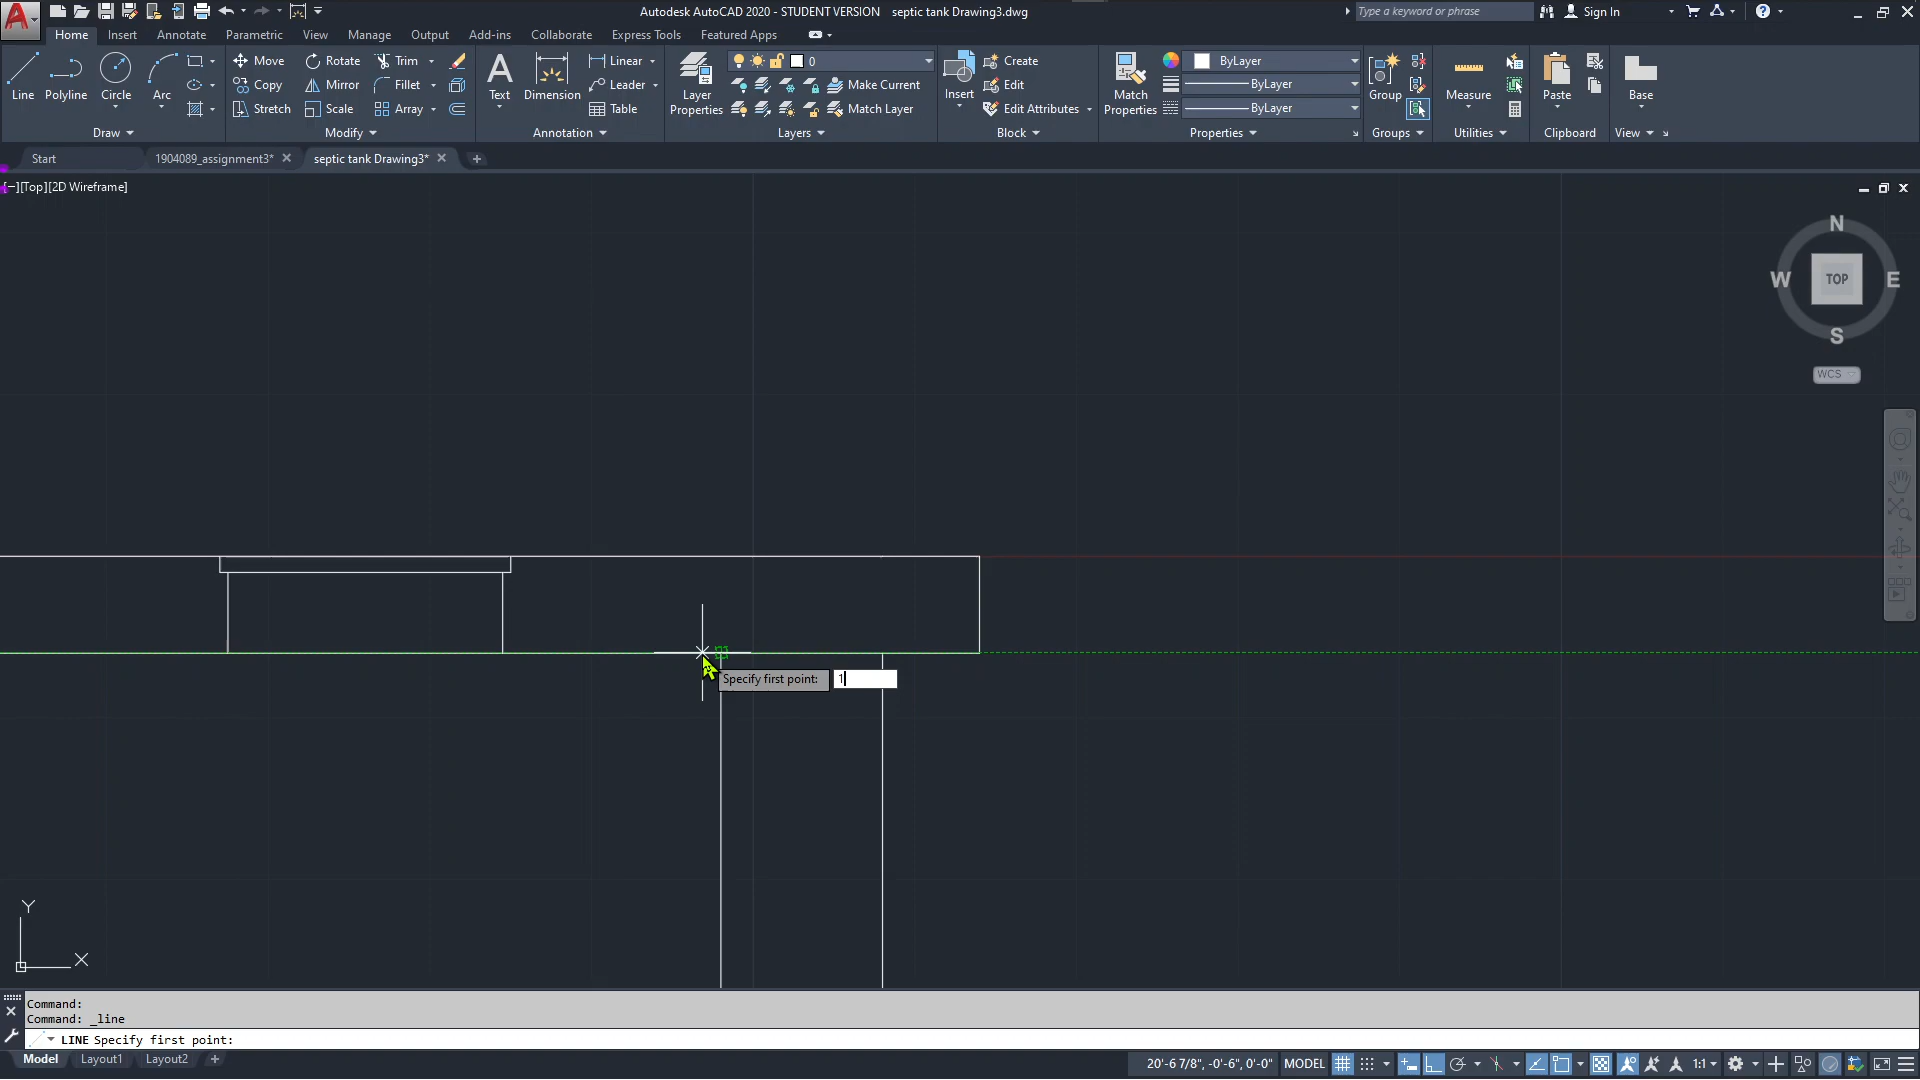 Autodesk AutoCAD 2020 - STUDENT VERSION septic tank Drawing3.dwg
Type a keyword or phrase
Sign In
Home Insert Annotate Parametric View Manage Output Add-ins Collaborate Express Tools Featured Apps
Line Polyline Circle Arc
Move Rotate Trim
Copy Mirror Fillet
Stretch Scale Array
Text Dimension
Linear
Leader
Table
Layer Properties
0
Make Current
Match Layer
Insert
Create
Edit
Edit Attributes
Match Properties
ByLayer
ByLayer
ByLayer
Group
Measure
Paste
Base
Draw Modify Annotation Layers Block Properties Groups Utilities Clipboard View
Start 1904089_assignment3* septic tank Drawing3*
[−][Top][2D Wireframe]
N
W TOP E
S
WCS
Specify first point: 1
Y
X
Command:
Command: _line
LINE Specify first point:
Model Layout1 Layout2
20'-6 7/8", -0'-6", 0'-0" MODEL 1:1